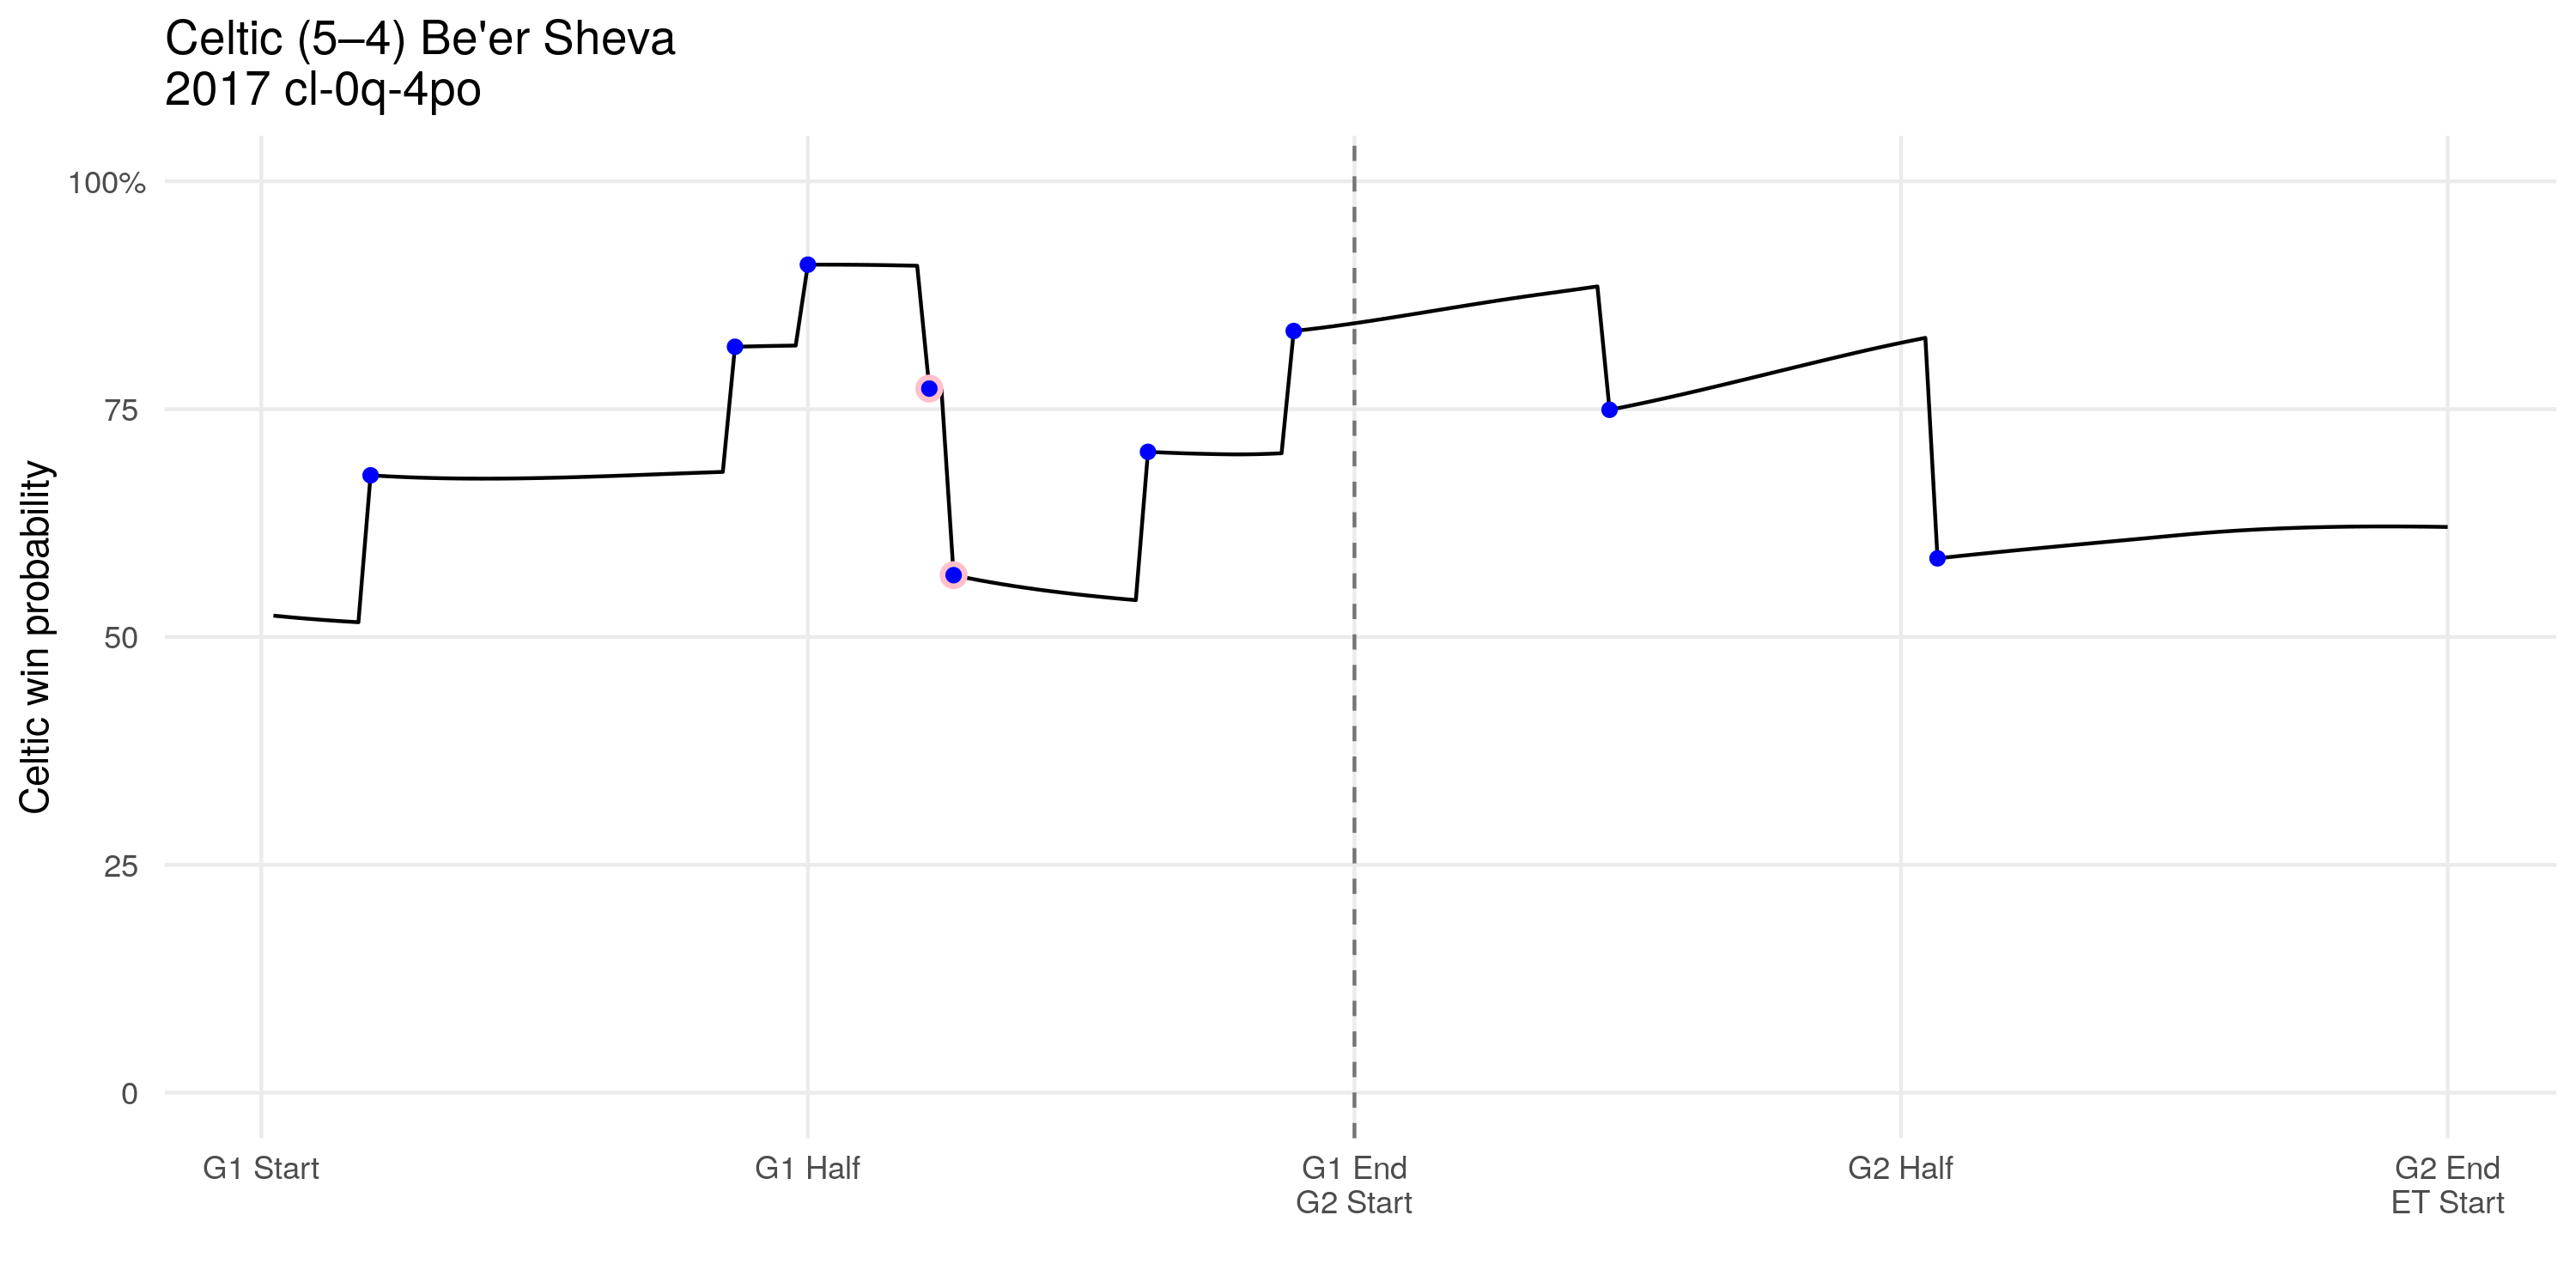 Celtic (5–4) Be'er Sheva
2017 cl-0q-4po
Celtic win probability
100%
75
50
25
0
G1 Start
G1 Half
G1 End
G2 Start
G2 Half
G2 End
ET Start